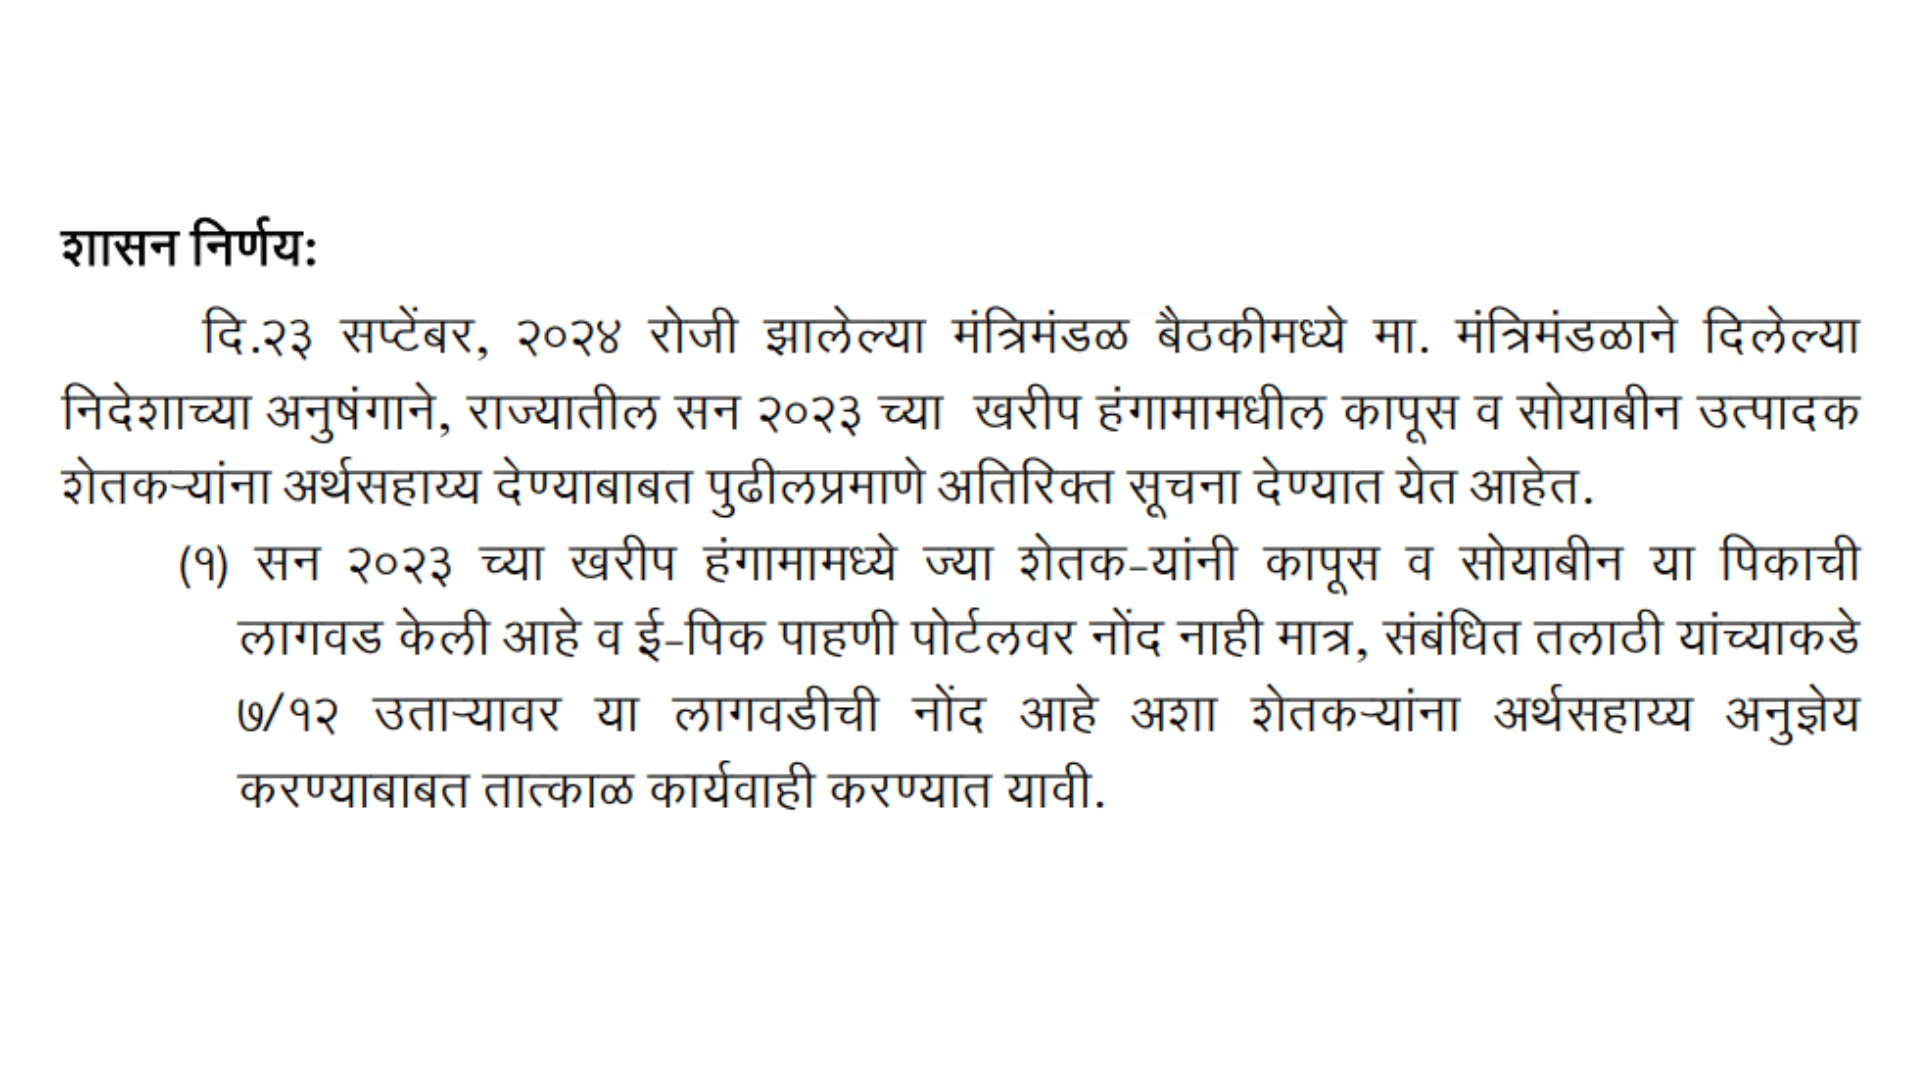 शासन निर्णय:
दि.२३ सप्टेंबर, २०२४ रोजी झालेल्या मंत्रिमंडळ बैठकीमध्ये मा. मंत्रिमंडळाने दिलेल्या
निदेशाच्या अनुषंगाने, राज्यातील सन २०२३ च्या खरीप हंगामामधील कापूस व सोयाबीन उत्पादक
शेतकऱ्यांना अर्थसहाय्य देण्याबाबत पुढीलप्रमाणे अतिरिक्त सूचना देण्यात येत आहेत.
(१) सन २०२३ च्या खरीप हंगामामध्ये ज्या शेतक-यांनी कापूस व सोयाबीन या पिकाची
लागवड केली आहे व ई-पिक पाहणी पोर्टलवर नोंद नाही मात्र, संबंधित तलाठी यांच्याकडे
७/१२ उताऱ्यावर या लागवडीची नोंद आहे अशा शेतकऱ्यांना अर्थसहाय्य अनुज्ञेय
करण्याबाबत तात्काळ कार्यवाही करण्यात यावी.